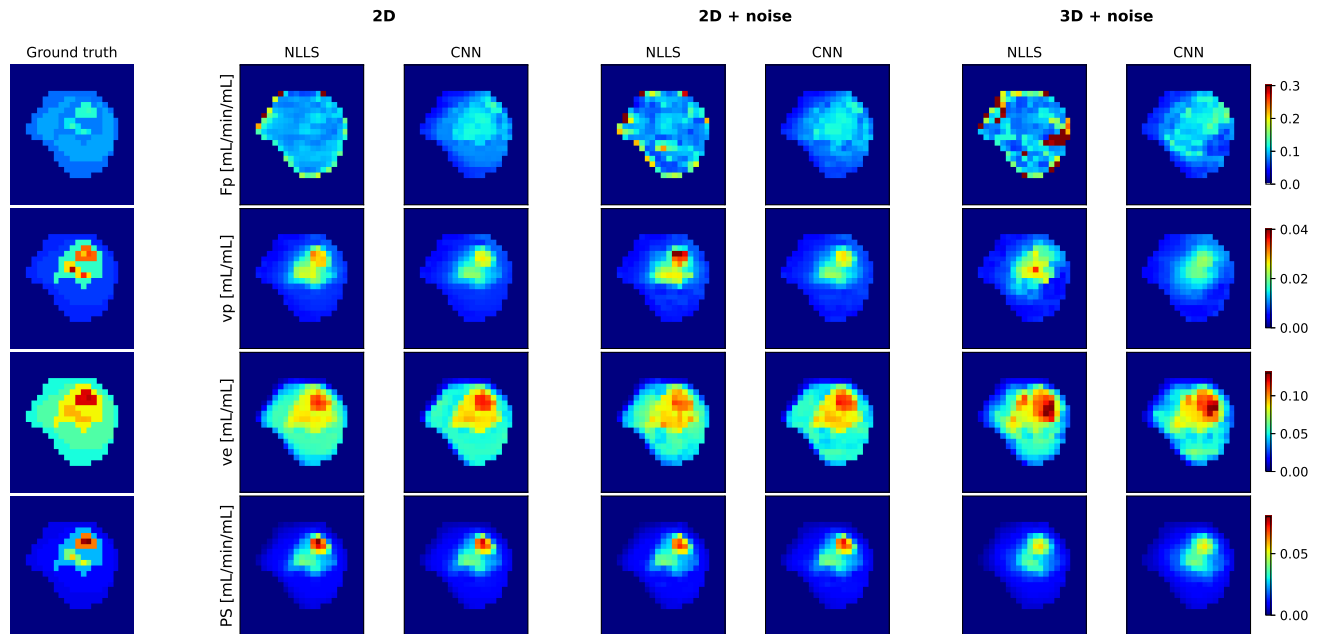 2D
2D + noise
3D + noise
Ground truth
NLLS
CNN
NLLS
CNN
NLLS
CNN
Fp [mL/min/mL]
0.3
0.2
0.1
0.0
vp [mL/mL]
0.04
0.02
0.00
ve [mL/mL]
0.10
0.05
0.00
PS [mL/min/mL]
0.05
0.00